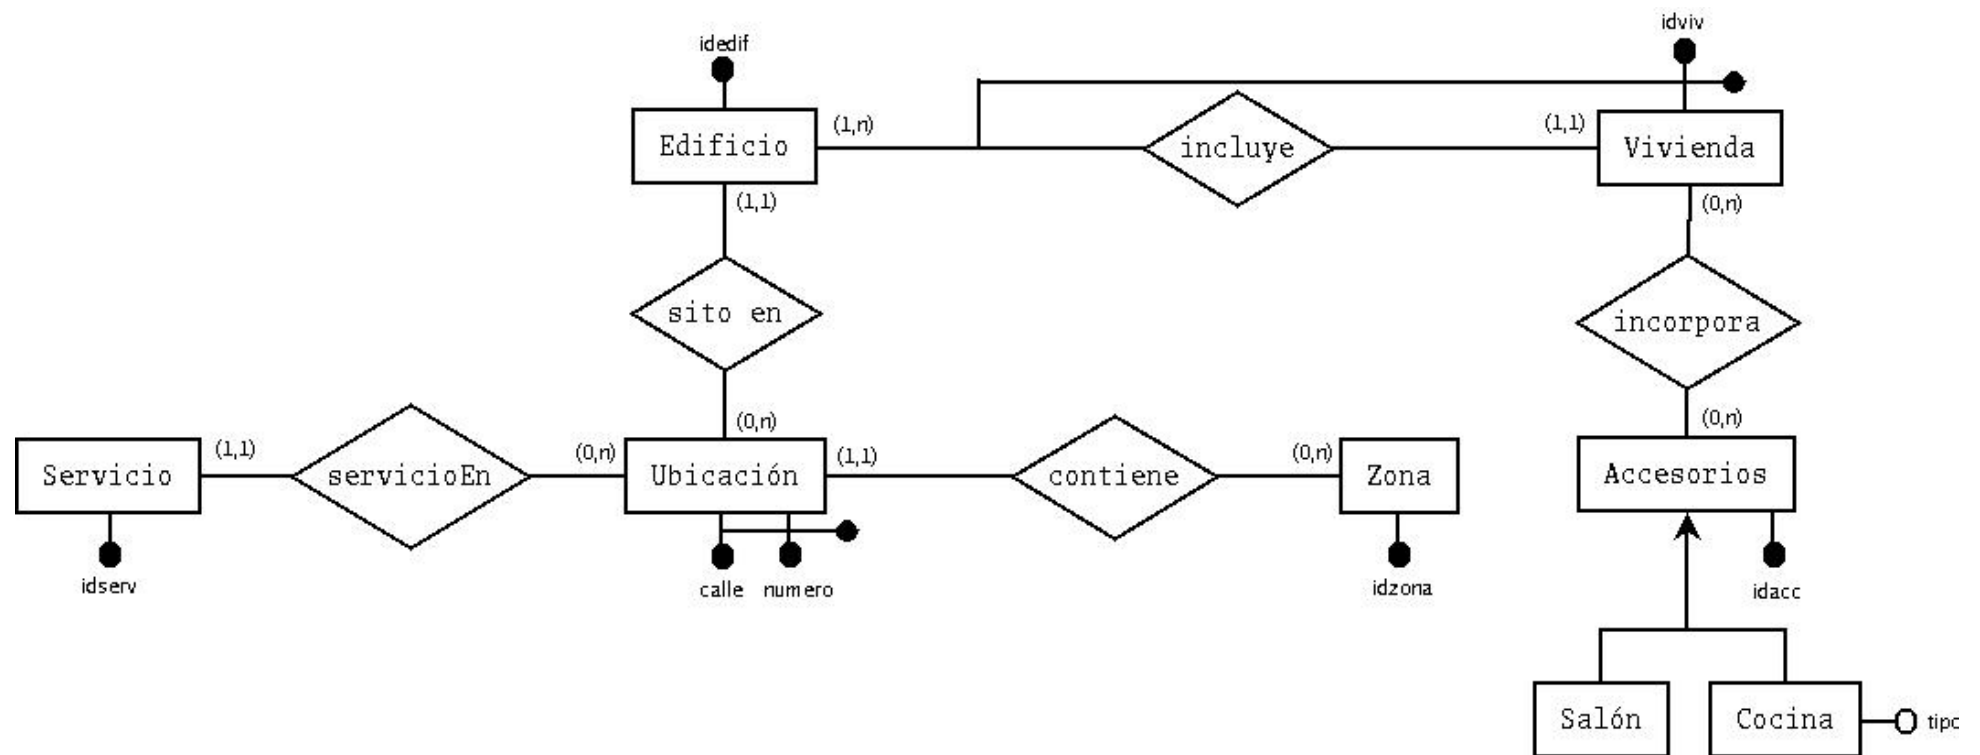 idedif
idviv
(1,n)
(1,1)
Edificio
incluye
Vivienda
(1,1)
(0,n)
sito en
incorpora
(0,n)
(0,n)
(1,1)
(0,n)
(1,1)
(0,n)
Servicio
servicioEn
Ubicación
contiene
Zona
Accesorios
idserv
calle numero
idzona
idacc
Salón
Cocina
tipc